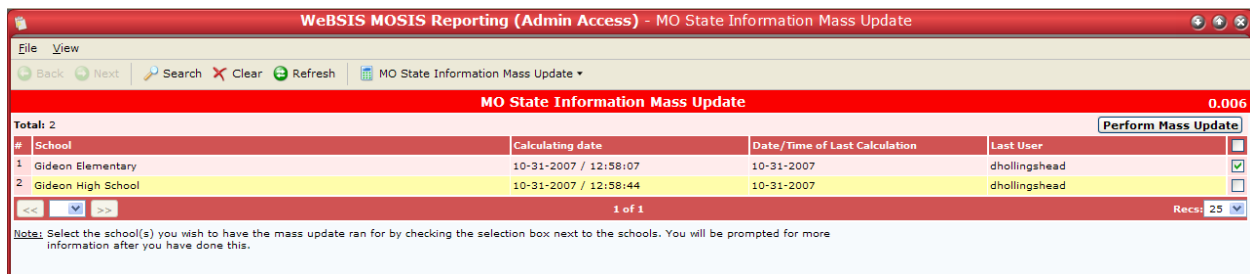 WeBSIS MOSIS Reporting (Admin Access) - MO State Information Mass Update
File View
Back Next Search Clear Refresh MO State Information Mass Update
MO State Information Mass Update 0.006
Total: 2 Perform Mass Update
# School Calculating date Date/Time of Last Calculation Last User
1 Gideon Elementary 10-31-2007 / 12:58:07 10-31-2007 dhollingshead
2 Gideon High School 10-31-2007 / 12:58:44 10-31-2007 dhollingshead
<< >> 1 of 1 Recs: 25
Note: Select the school(s) you wish to have the mass update ran for by checking the selection box next to the schools. You will be prompted for more
information after you have done this.